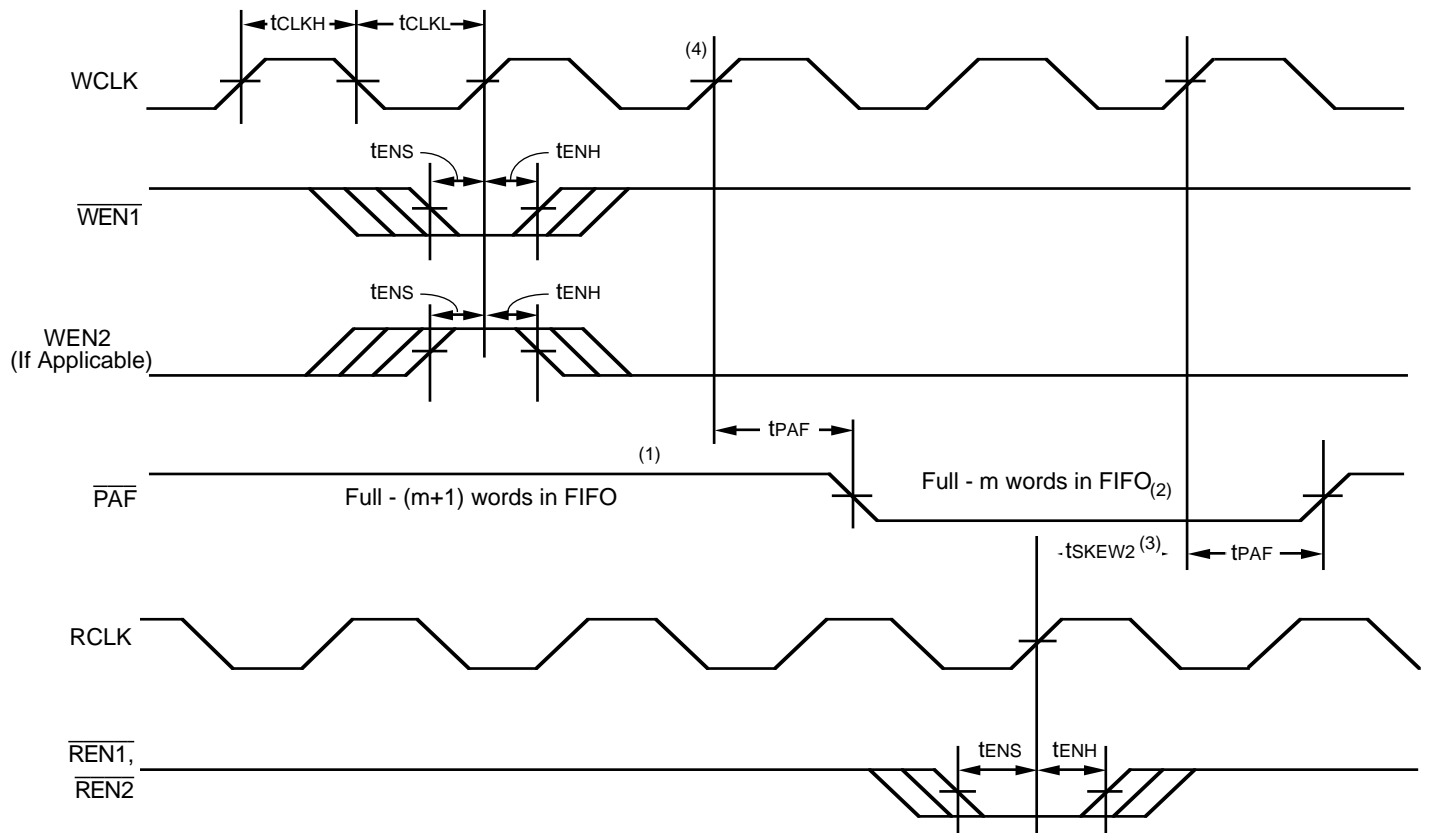 tCLKH
tCLKL
(4)
WCLK
tENS
tENH
WEN1
tENS
tENH
WEN2
(If Applicable)
tPAF
(1)
PAF
Full - (m+1) words in FIFO
Full - m words in FIFO(2)
tSKEW2(3)
tPAF
RCLK
REN1,
REN2
tENS
tENH